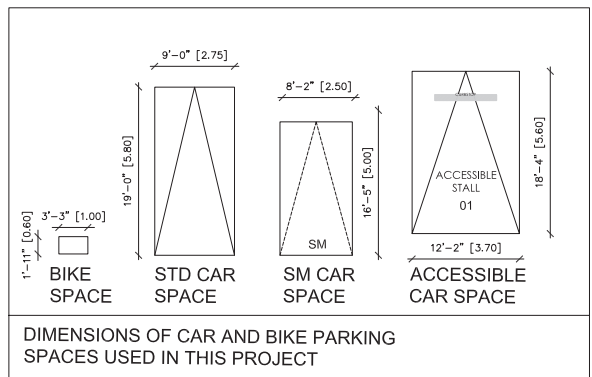 9'-0" [2.75]
19'-0" [5.80]
8'-2" [2.50]
16'-5" [5.00]
18'-4" [5.60]
ACCESSIBLE
STALL
01
SM
3'-3" [1.00]
1'-11" [0.60]
12'-2" [3.70]
BIKE
SPACE
STD CAR
SPACE
SM CAR
SPACE
ACCESSIBLE
CAR SPACE
DIMENSIONS OF CAR AND BIKE PARKING
SPACES USED IN THIS PROJECT